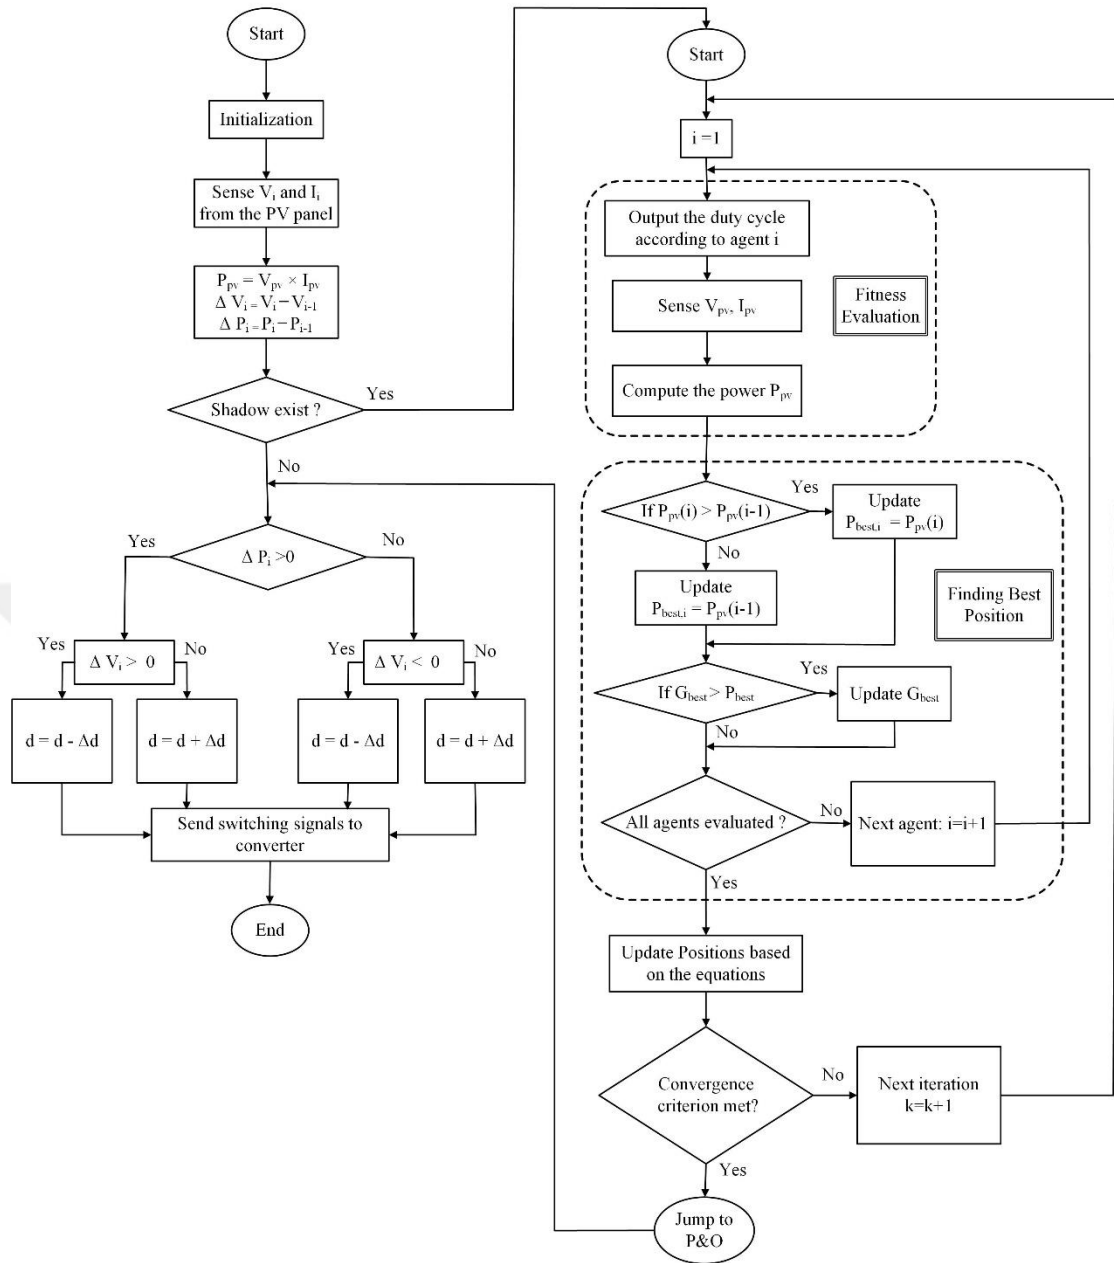 Start
Initialization
Sense Vᵢ and Iᵢ
from the PV panel
Pₚᵥ = Vₚᵥ × Iₚᵥ
Δ Vᵢ = Vᵢ – Vᵢ₋₁
Δ Pᵢ = Pᵢ – Pᵢ₋₁
Shadow exist ?
Yes
No
Δ Pᵢ >0
Yes
No
Δ Vᵢ > 0
Yes
No
Δ Vᵢ < 0
Yes
No
d = d - Δd
d = d + Δd
d = d - Δd
d = d + Δd
Send switching signals to
converter
End
Start
i =1
Output the duty cycle
according to agent i
Sense Vₚᵥ, Iₚᵥ
Compute the power Pₚᵥ
Fitness
Evaluation
If Pₚᵥ(i) > Pₚᵥ(i-1)
Yes
Update
P_best,i = Pₚᵥ(i)
No
Update
P_best,i = Pₚᵥ(i-1)
Finding Best
Position
If G_best > P_best
Yes
Update G_best
No
All agents evaluated ?
No
Next agent: i=i+1
Yes
Update Positions based
on the equations
Convergence
criterion met?
No
Next iteration
k=k+1
Yes
Jump to
P&O